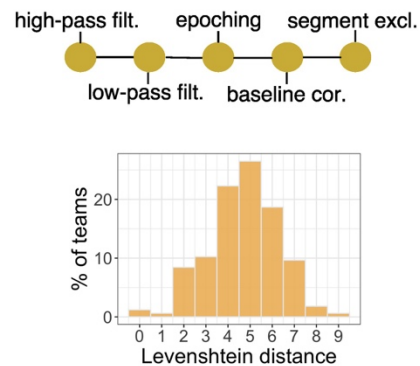 high-pass filt. epoching segment excl.
low-pass filt. baseline cor.
% of teams
20
10
0
0 1 2 3 4 5 6 7 8 9
Levenshtein distance